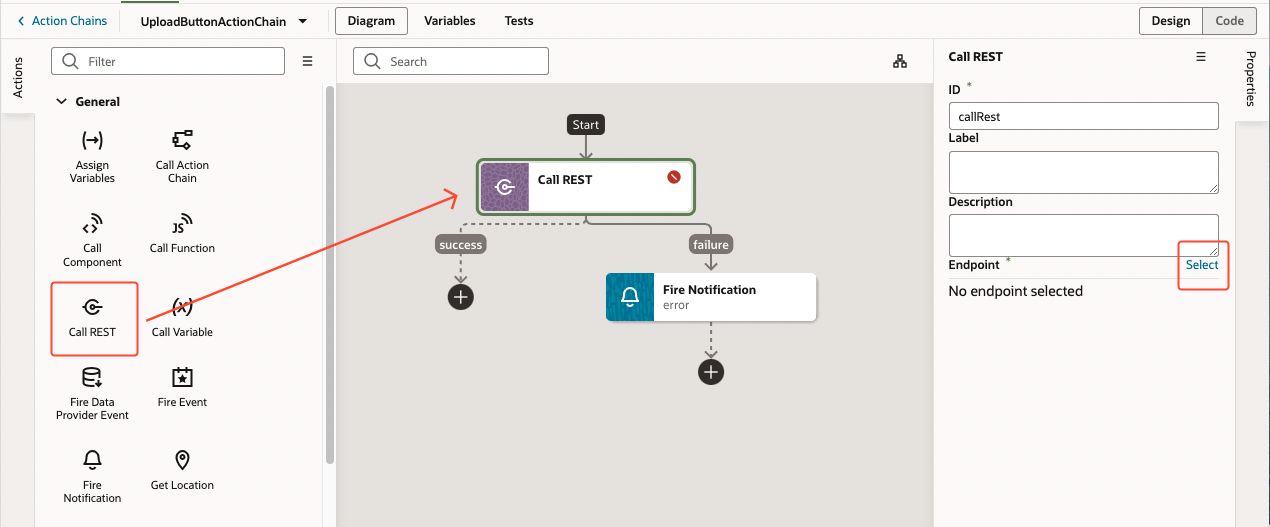 Action Chains
UploadButtonActionChain
Diagram
Variables
Tests
Design
Code
Actions
Filter
General
Assign
Variables
Call Action
Chain
Call
Component
JS
Call Function
Call REST
(x)
Call Variable
Fire Data
Provider Event
Fire Event
Fire
Notification
Get Location
Search
Start
Call REST
success
failure
Fire Notification
error
Call REST
ID *
callRest
Label
Description
Endpoint *
Select
No endpoint selected
Properties